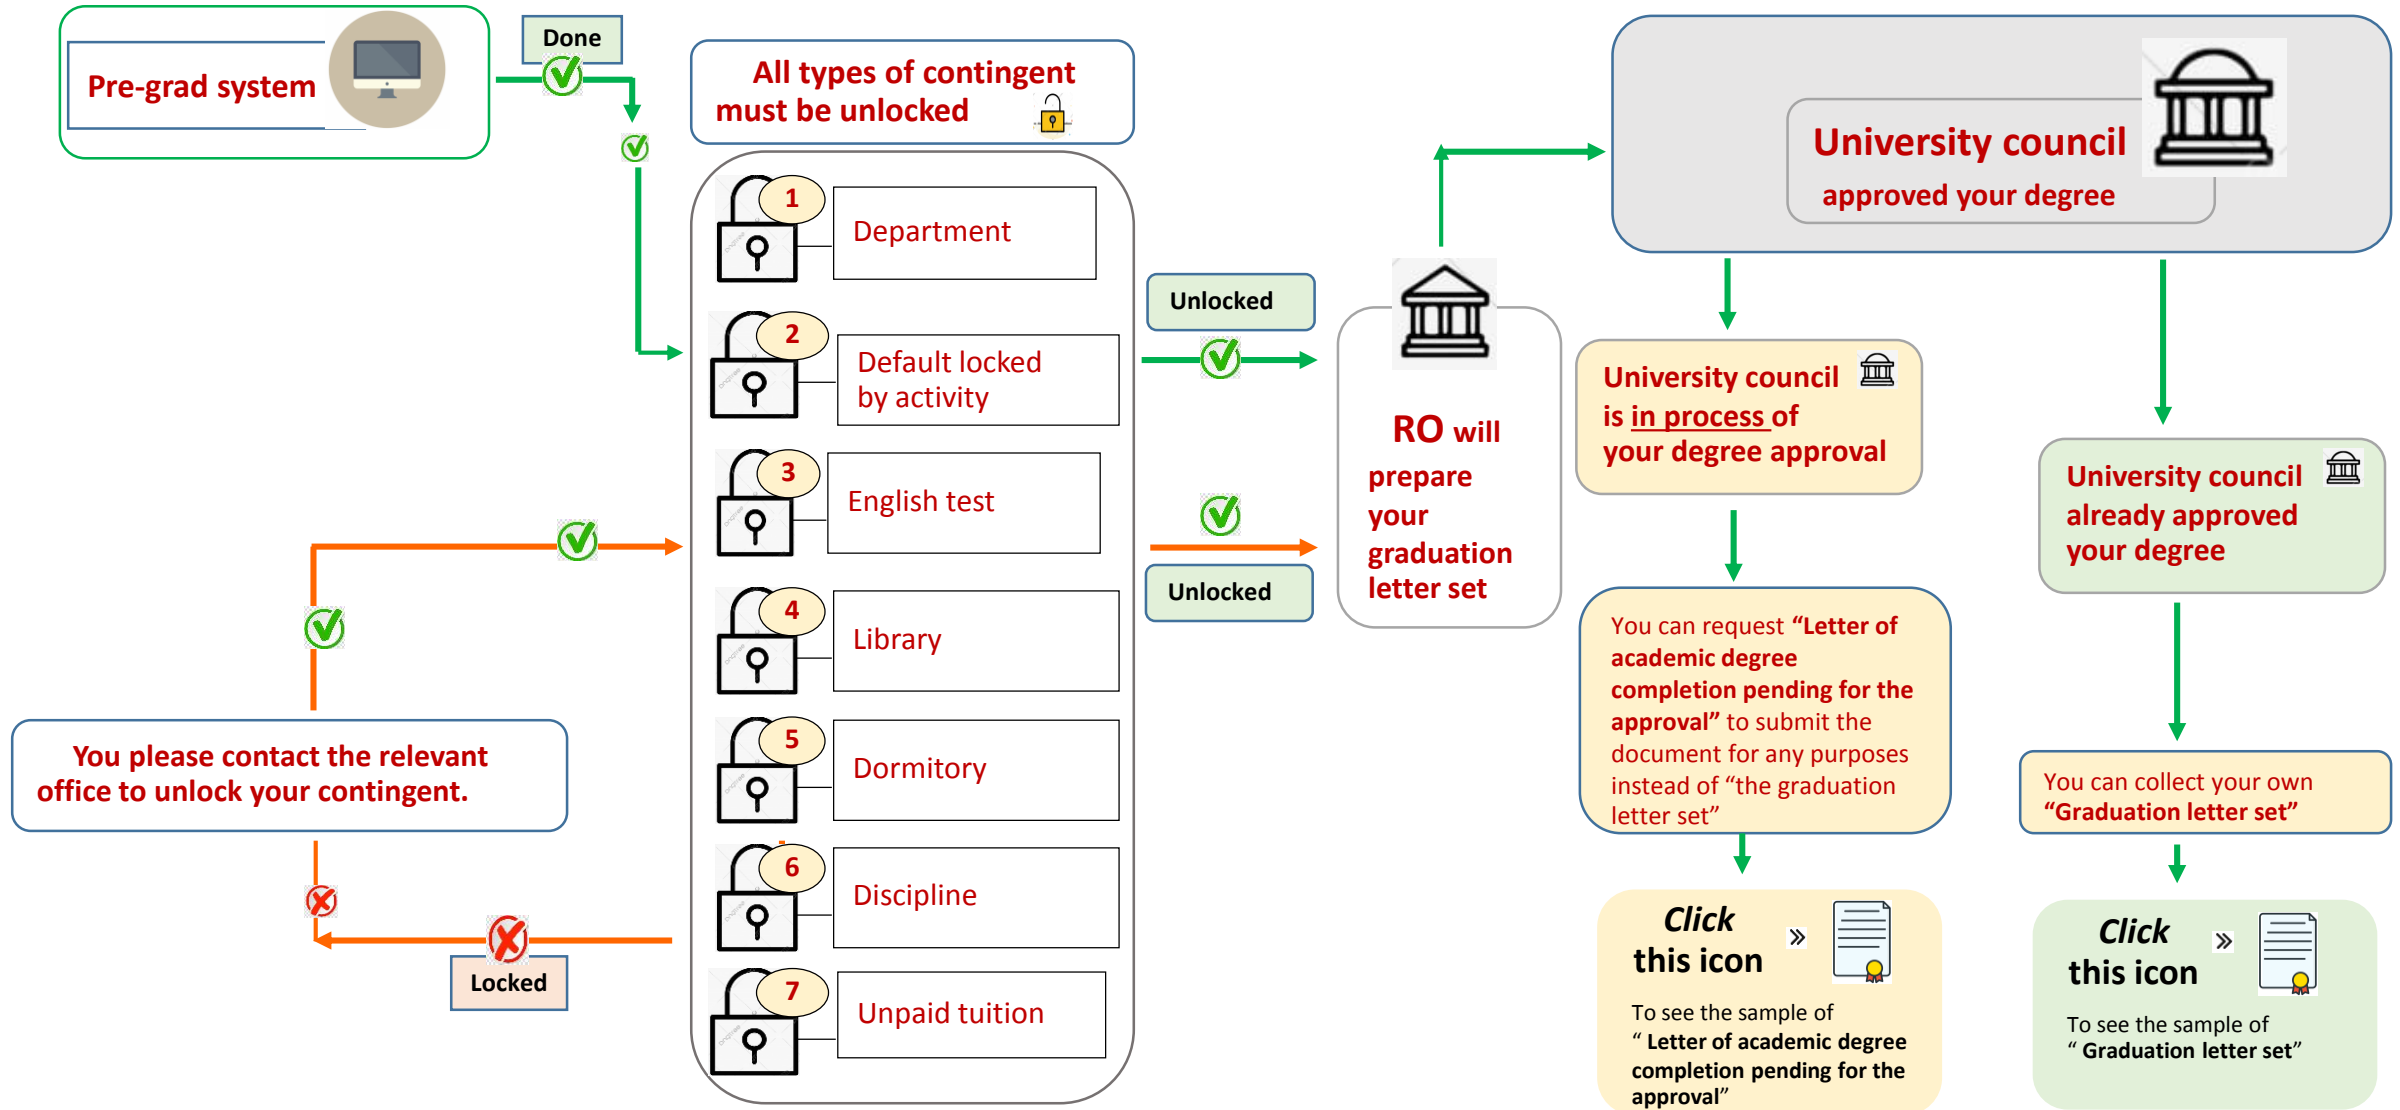 Pre-grad system
Done
All types of contingent
must be unlocked
1
Department
2
Default locked
by activity
3
English test
4
Library
5
Dormitory
6
Discipline
7
Unpaid tuition
You please contact the relevant
office to unlock your contingent.
Locked
Unlocked
Unlocked
RO will
prepare
your
graduation
letter set
University council
approved your degree
University council
is in process of
your degree approval
You can request “Letter of
academic degree
completion pending for the
approval” to submit the
document for any purposes
instead of “the graduation
letter set”
Click
this icon
»
To see the sample of
“ Letter of academic degree
completion pending for the
approval”
University council
already approved
your degree
You can collect your own
“Graduation letter set”
Click
this icon
»
To see the sample of
“ Graduation letter set”